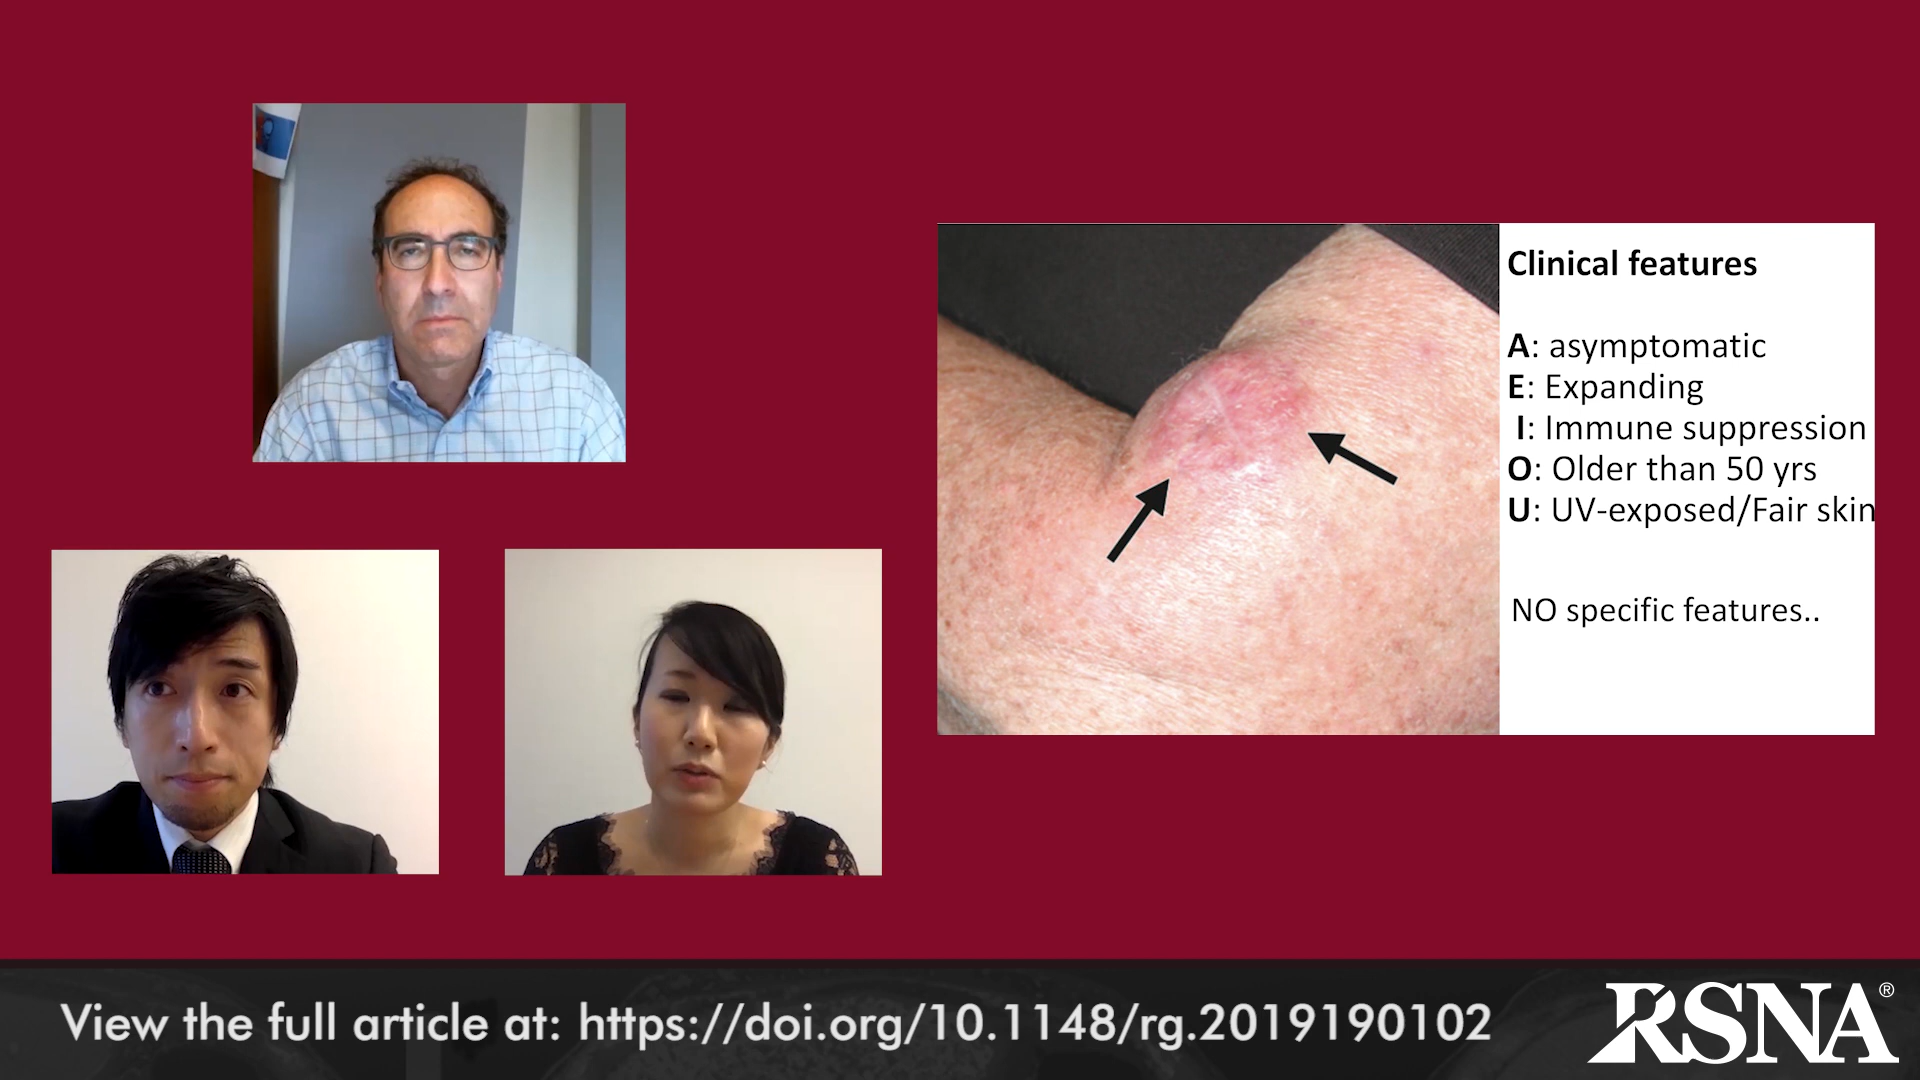 Clinical features
A: asymptomatic
E: Expanding
I: Immune suppression
O: Older than 50 yrs
U: UV-exposed/Fair skin
NO specific features..
View the full article at: https://doi.org/10.1148/rg.2019190102
RSNA®